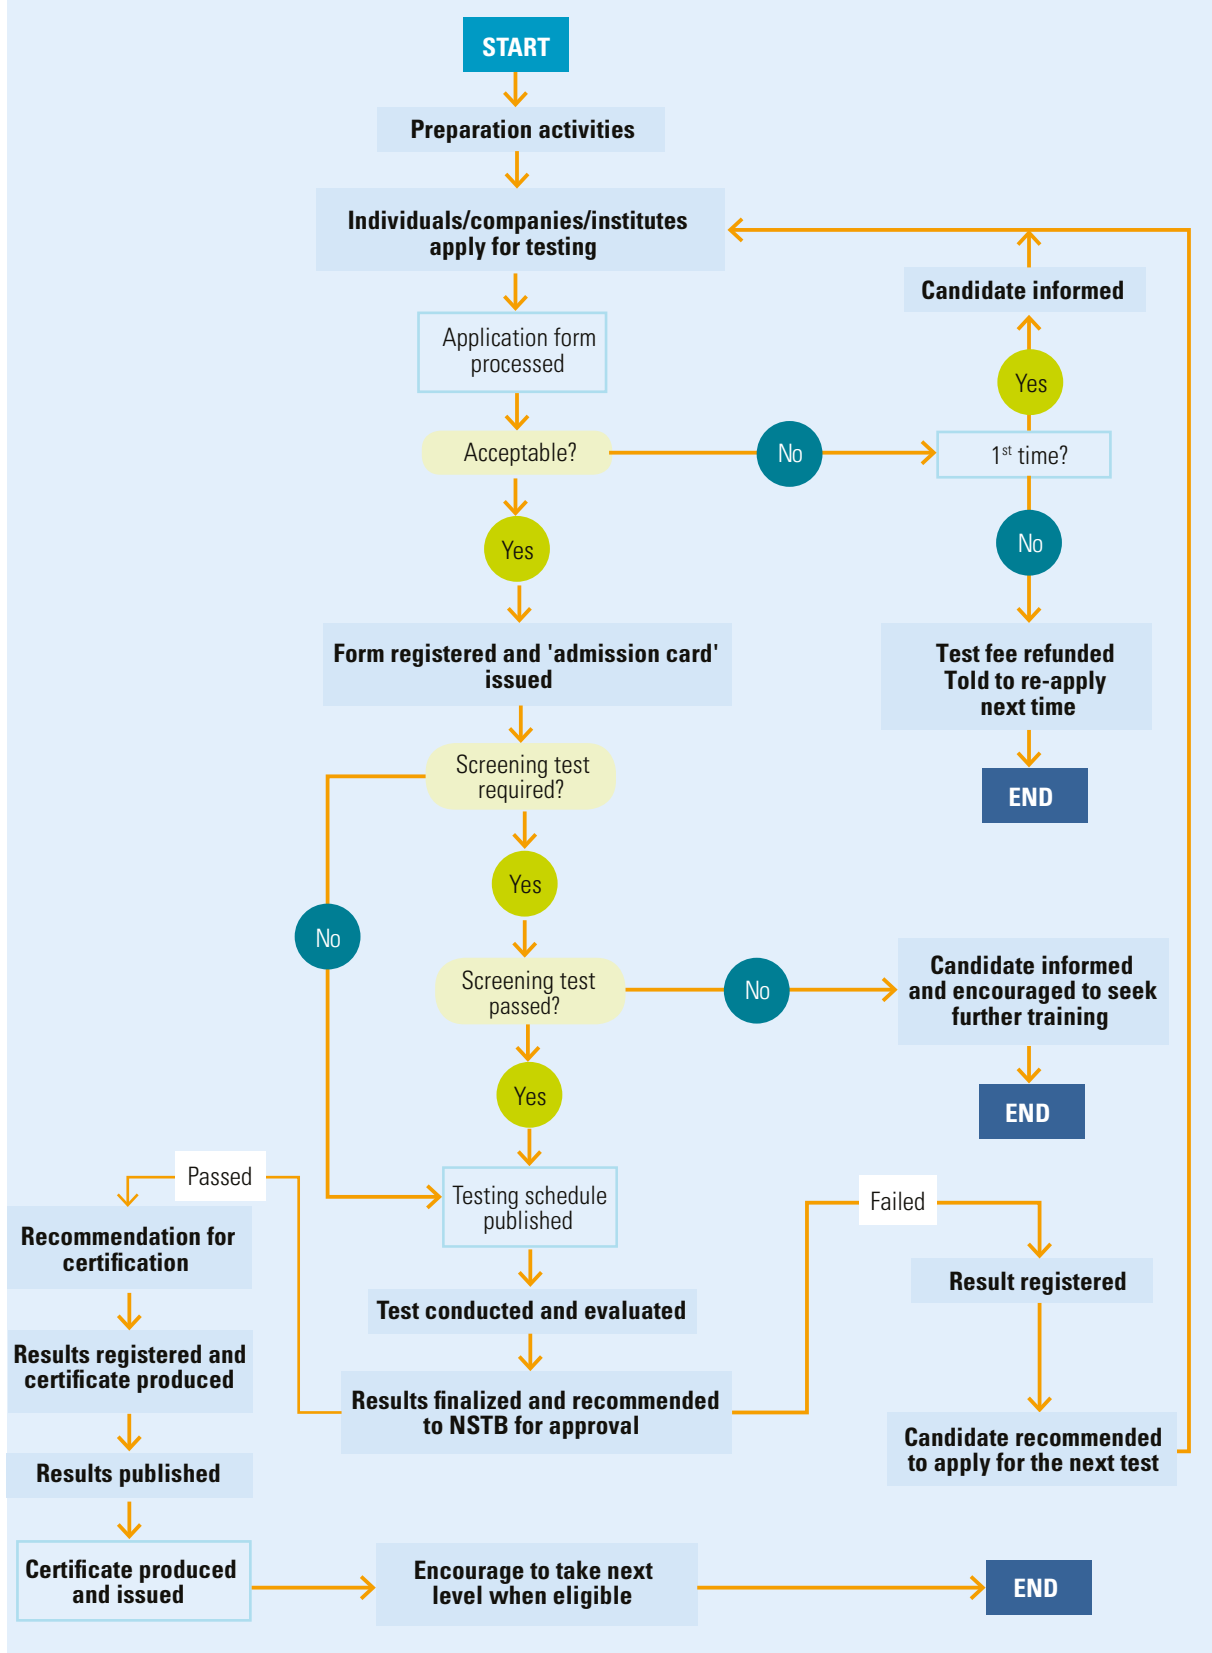 START
Preparation activities
Individuals/companies/institutes
apply for testing
Candidate informed
Application form
processed
Yes
Acceptable?
No
1st time?
Yes
No
Form registered and 'admission card'
issued
Test fee refunded
Told to re-apply
next time
Screening test
required?
END
Yes
No
Screening test
passed?
No
Candidate informed
and encouraged to seek
further training
Yes
END
Passed
Testing schedule
published
Failed
Recommendation for
certification
Result registered
Test conducted and evaluated
Results registered and
certificate produced
Results finalized and recommended
to NSTB for approval
Candidate recommended
to apply for the next test
Results published
Certificate produced
and issued
Encourage to take next
level when eligible
END